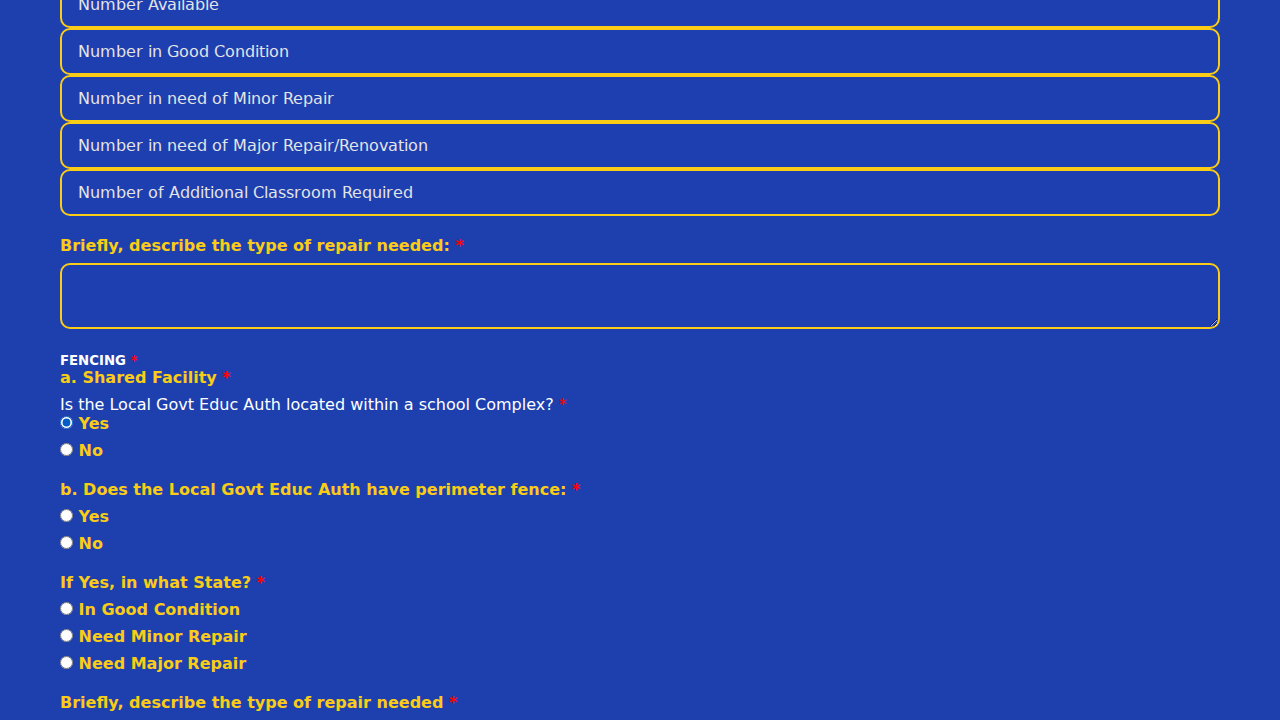 Number Available
Number in Good Condition
Number in need of Minor Repair
Number in need of Major Repair/Renovation
Number of Additional Classroom Required
Briefly, describe the type of repair needed: *
FENCING *
a. Shared Facility *
Is the Local Govt Educ Auth located within a school Complex? *
Yes
No
b. Does the Local Govt Educ Auth have perimeter fence: *
Yes
No
If Yes, in what State? *
In Good Condition
Need Minor Repair
Need Major Repair
Briefly, describe the type of repair needed *